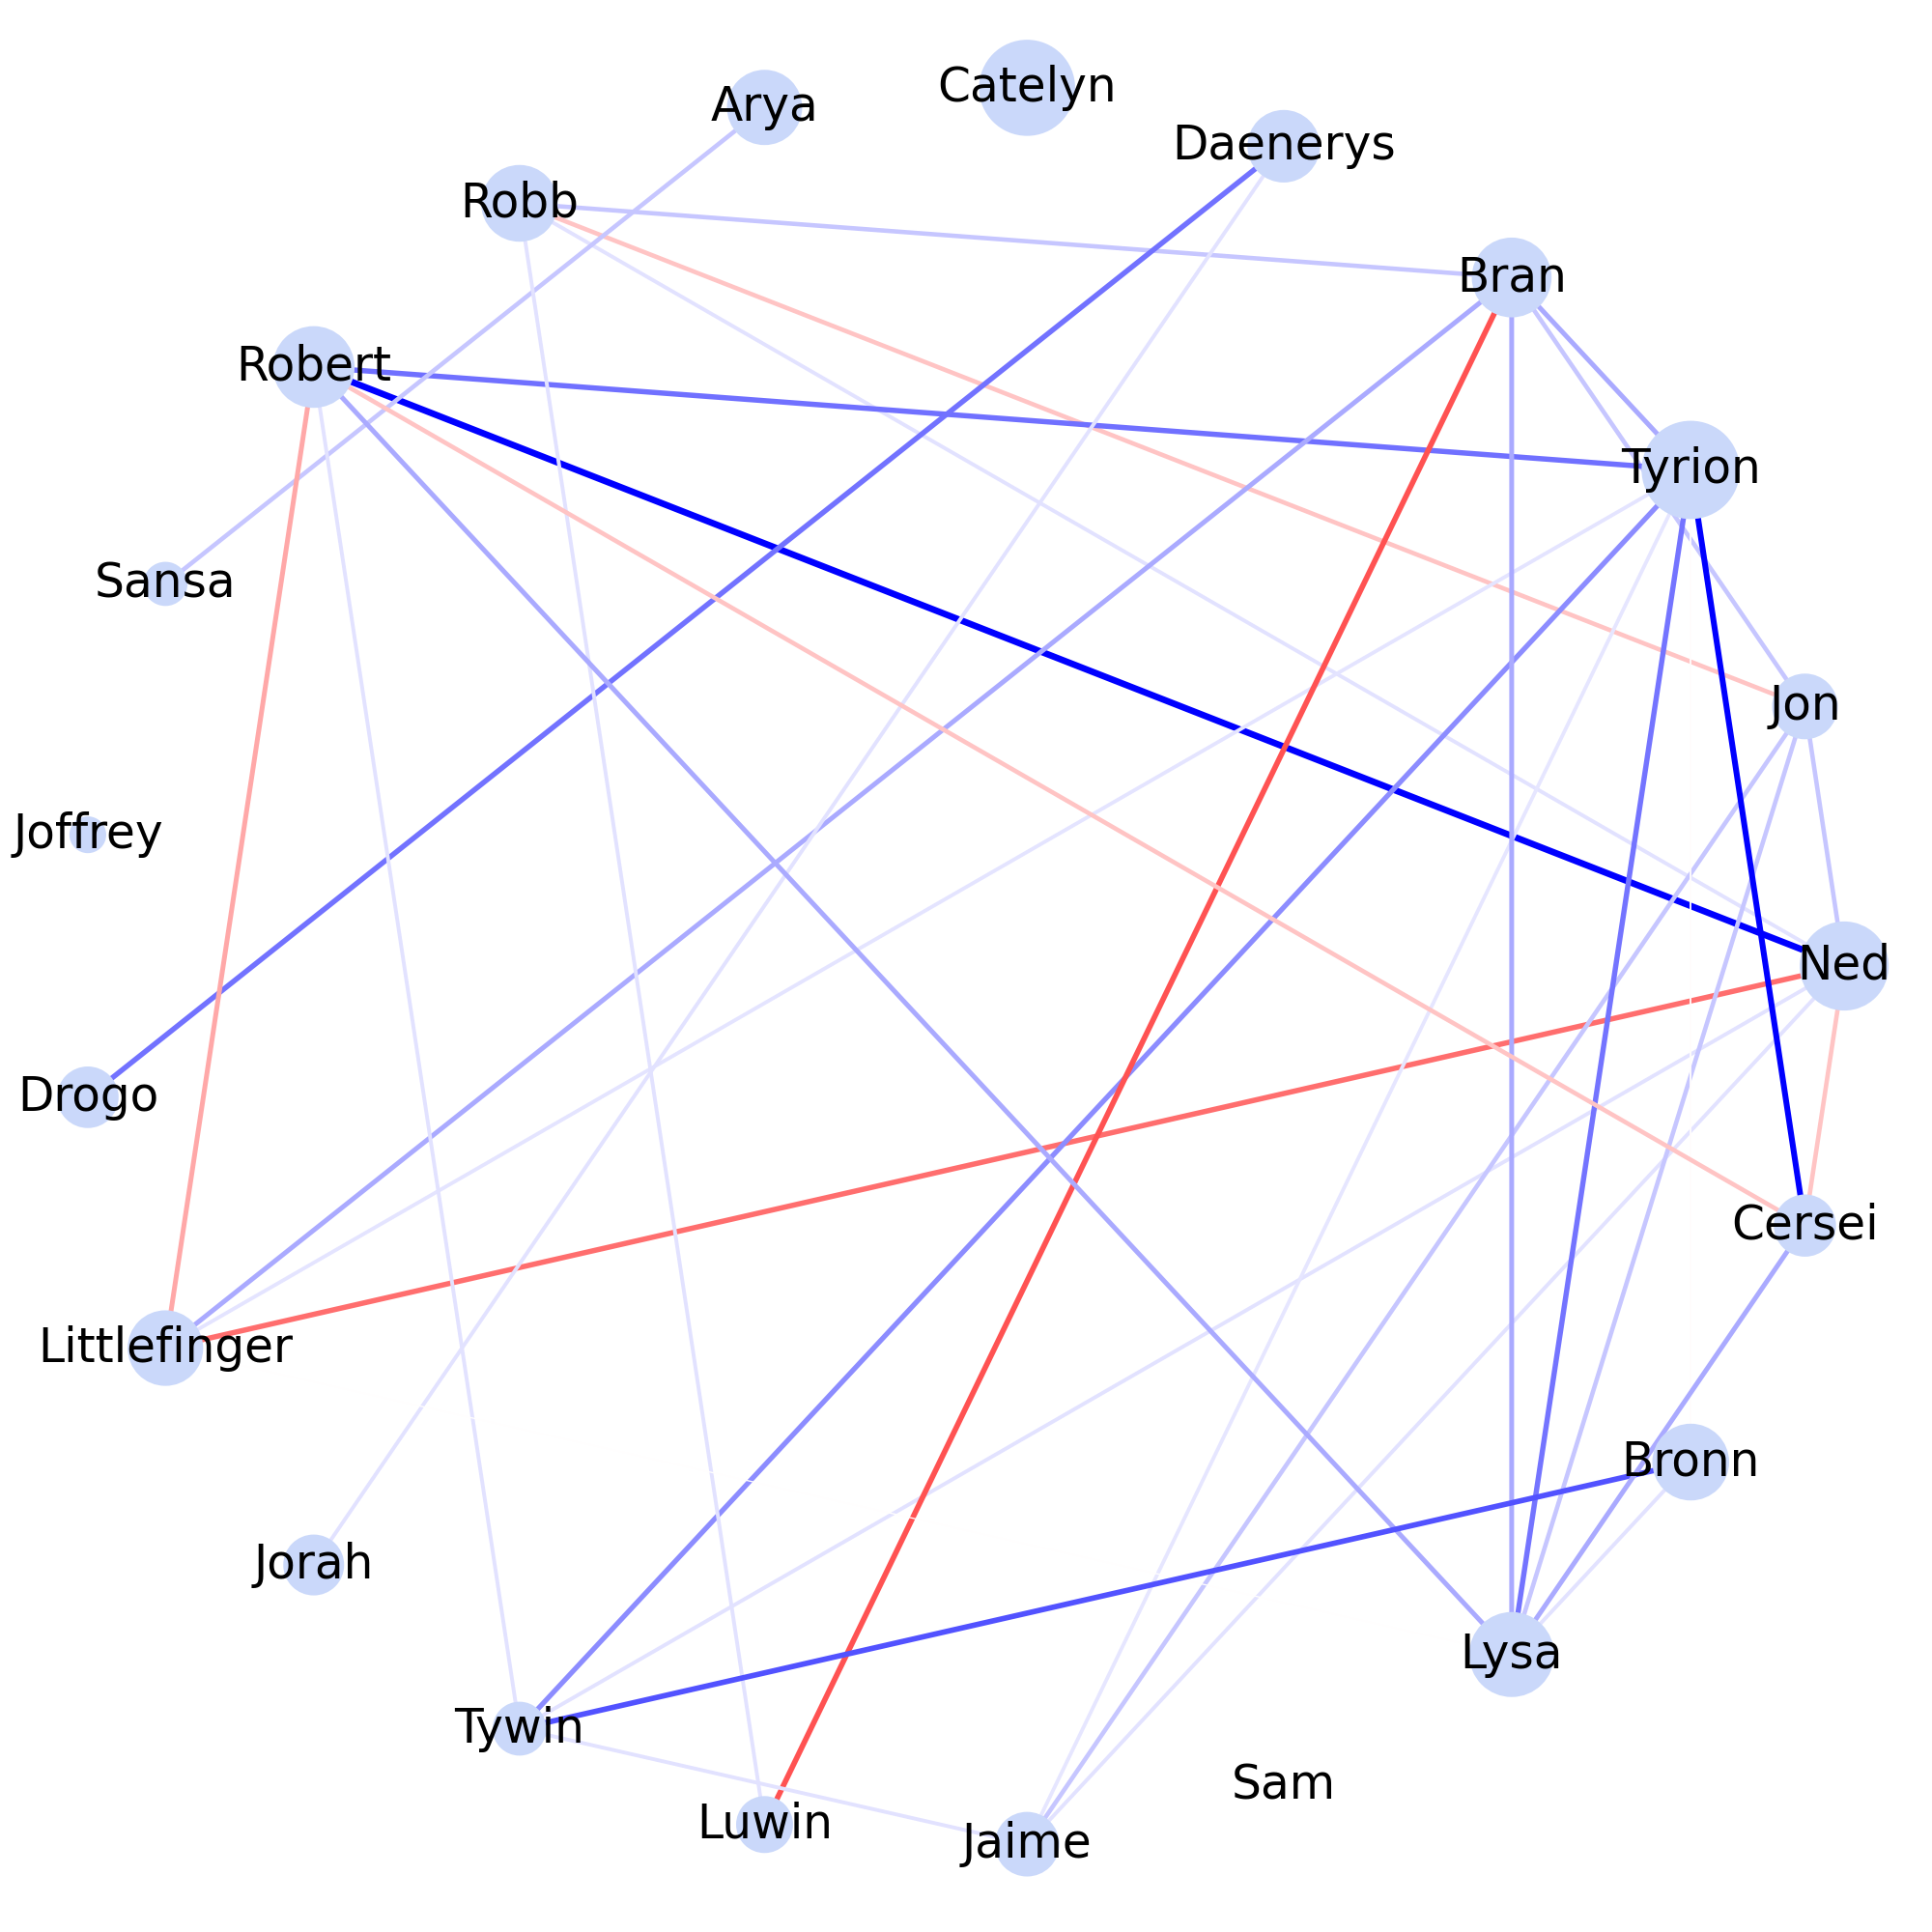 Catelyn
Arya
Daenerys
Robb
Bran
Robert
Tyrion
Sansa
Jon
Joffrey
Ned
Drogo
Cersei
Littlefinger
Bronn
Jorah
Lysa
Tywin
Sam
Luwin
Jaime